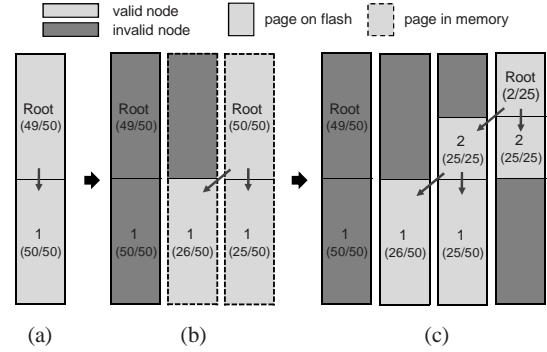 valid node
invalid node
page on flash
page in memory
Root
(49/50)
1
(50/50)
(a)
Root
(49/50)
1
(50/50)
1
(26/50)
Root
(50/50)
1
(25/50)
(b)
Root
(49/50)
1
(50/50)
1
(26/50)
2
(25/25)
1
(25/50)
Root
(2/25)
2
(25/25)
(c)